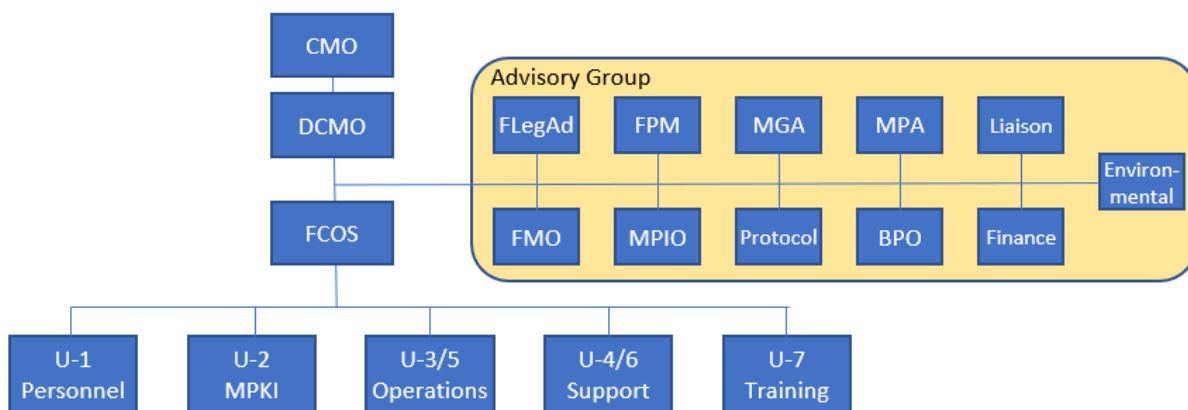 CMO
DCMO
FCOS
Advisory Group
FLegAd
FPM
MGA
MPA
Liaison
Environ-
mental
FMO
MPIO
Protocol
BPO
Finance
U-1
Personnel
U-2
MPKI
U-3/5
Operations
U-4/6
Support
U-7
Training